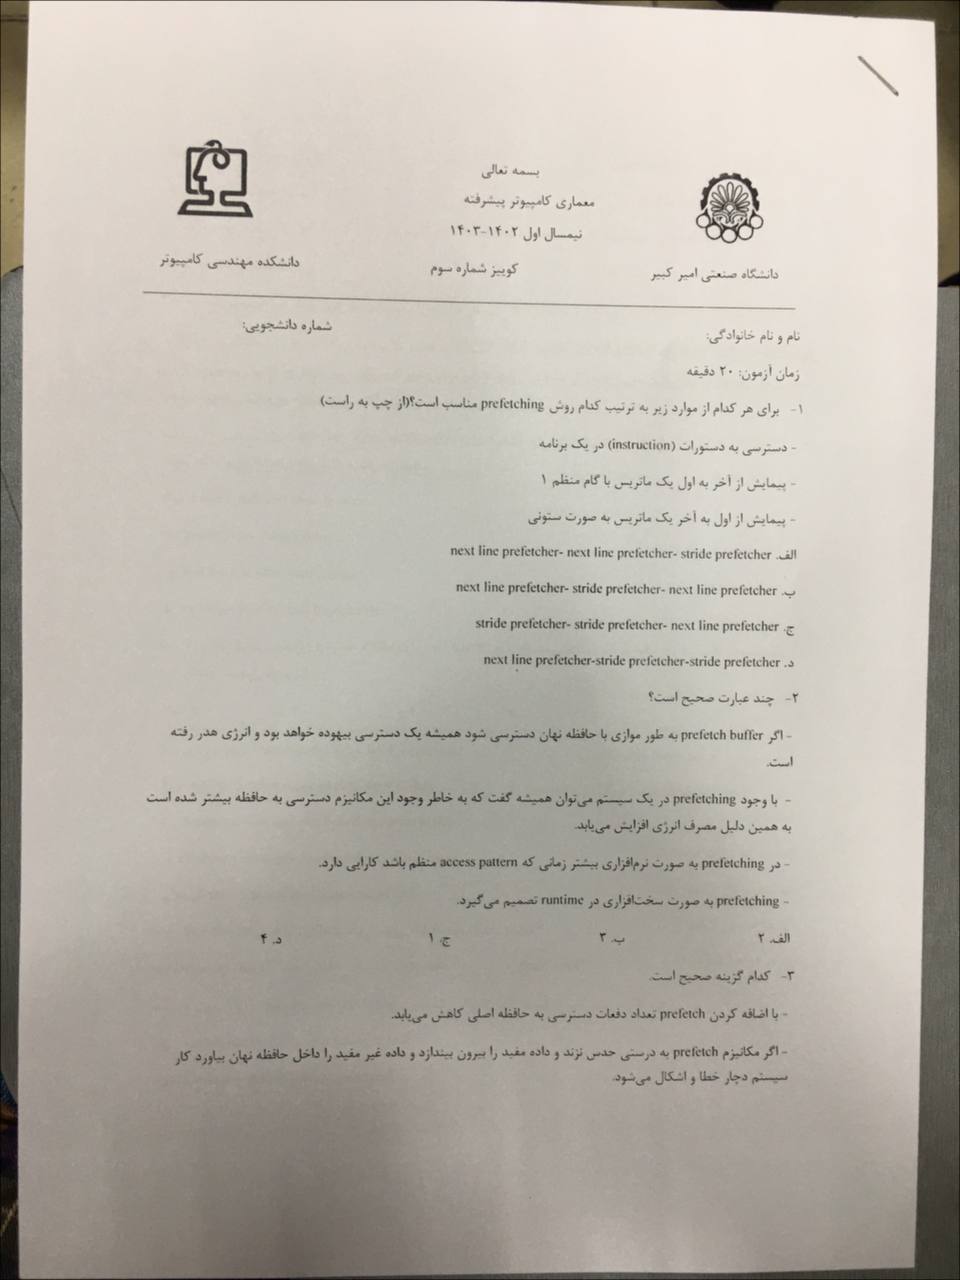 بسمه تعالی
معماری کامپیوتر پیشرفته
نیمسال اول ۱۴۰۲-۱۴۰۳
دانشگاه صنعتی امیر کبیر
کوییز شماره سوم
دانشکده مهندسی کامپیوتر
نام و نام خانوادگی:
شماره دانشجویی:
زمان آزمون: ۲۰ دقیقه
۱- برای هر کدام از موارد زیر به ترتیب کدام روش prefetching مناسب است؟(از چپ به راست)
- دسترسی به دستورات (instruction) در یک برنامه
- پیمایش از آخر به اول یک ماتریس با گام منظم ۱
- پیمایش از اول به آخر یک ماتریس به صورت ستونی
الف. next line prefetcher- next line prefetcher- stride prefetcher
ب. next line prefetcher- stride prefetcher- next line prefetcher
ج. stride prefetcher- stride prefetcher- next line prefetcher
د. next line prefetcher-stride prefetcher-stride prefetcher
۲- چند عبارت صحیح است؟
- اگر prefetch buffer به طور موازی با حافظه نهان دسترسی شود همیشه یک دسترسی بیهوده خواهد بود و انرژی هدر رفته
است.
- با وجود prefetching در یک سیستم می‌توان همیشه گفت که به خاطر وجود این مکانیزم دسترسی به حافظه بیشتر شده است
به همین دلیل مصرف انرژی افزایش می‌یابد.
- در prefetching به صورت نرم‌افزاری بیشتر زمانی که access pattern منظم باشد کارایی دارد.
- prefetching به صورت سخت‌افزاری در runtime تصمیم می‌گیرد.
الف. ۲ ب. ۳ ج. ۱ د. ۴
۳- کدام گزینه صحیح است.
- با اضافه کردن prefetch تعداد دفعات دسترسی به حافظه اصلی کاهش می‌یابد.
- اگر مکانیزم prefetch به درستی حدس نزند و داده مفید را بیرون بیندازد و داده غیر مفید را داخل حافظه نهان بیاورد کار
سیستم دچار خطا و اشکال می‌شود.